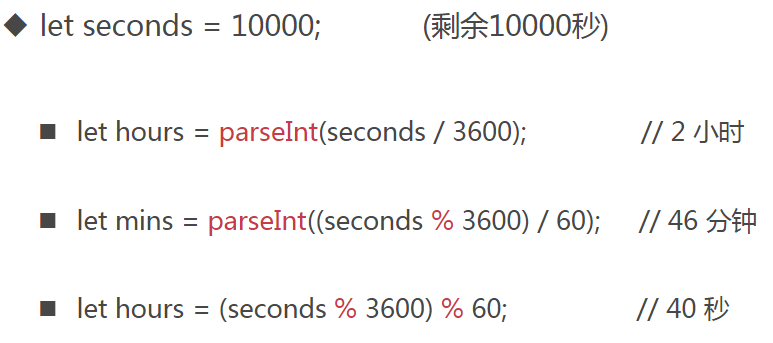 ◆ let seconds = 10000; (剩余10000秒)
■ let hours = parseInt(seconds / 3600); // 2 小时
■ let mins = parseInt((seconds % 3600) / 60); // 46 分钟
■ let hours = (seconds % 3600) % 60; // 40 秒